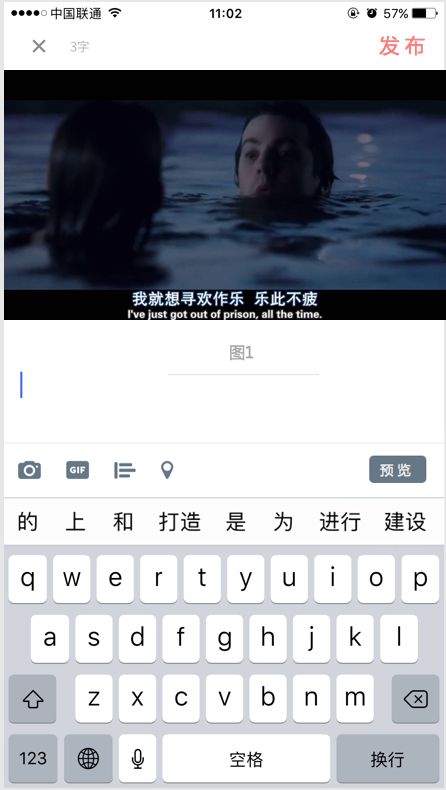 中国联通 11:02 57%
3字 发布
我就想寻欢作乐 乐此不疲
I've just got out of prison, all the time.
图1
GIF 预览
的 上 和 打造 是 为 进行 建设
q w e r t y u i o p
a s d f g h j k l
z x c v b n m
123 空格 换行